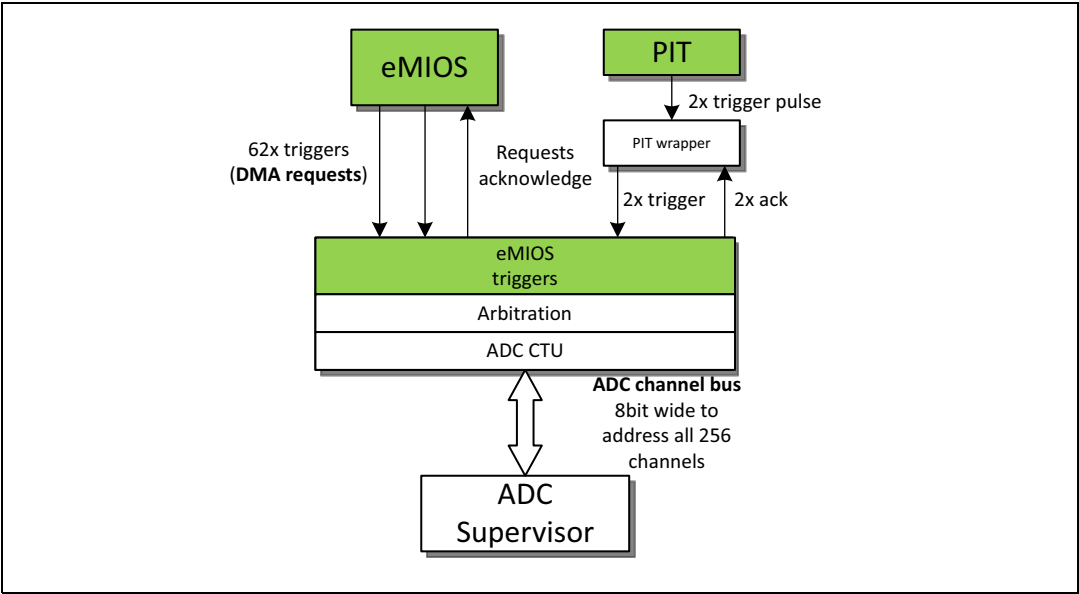 eMIOS
PIT
2x trigger pulse
PIT wrapper
62x triggers
(DMA requests)
Requests
acknowledge
2x trigger
2x ack
eMIOS
triggers
Arbitration
ADC CTU
ADC channel bus
8bit wide to
address all 256
channels
ADC
Supervisor